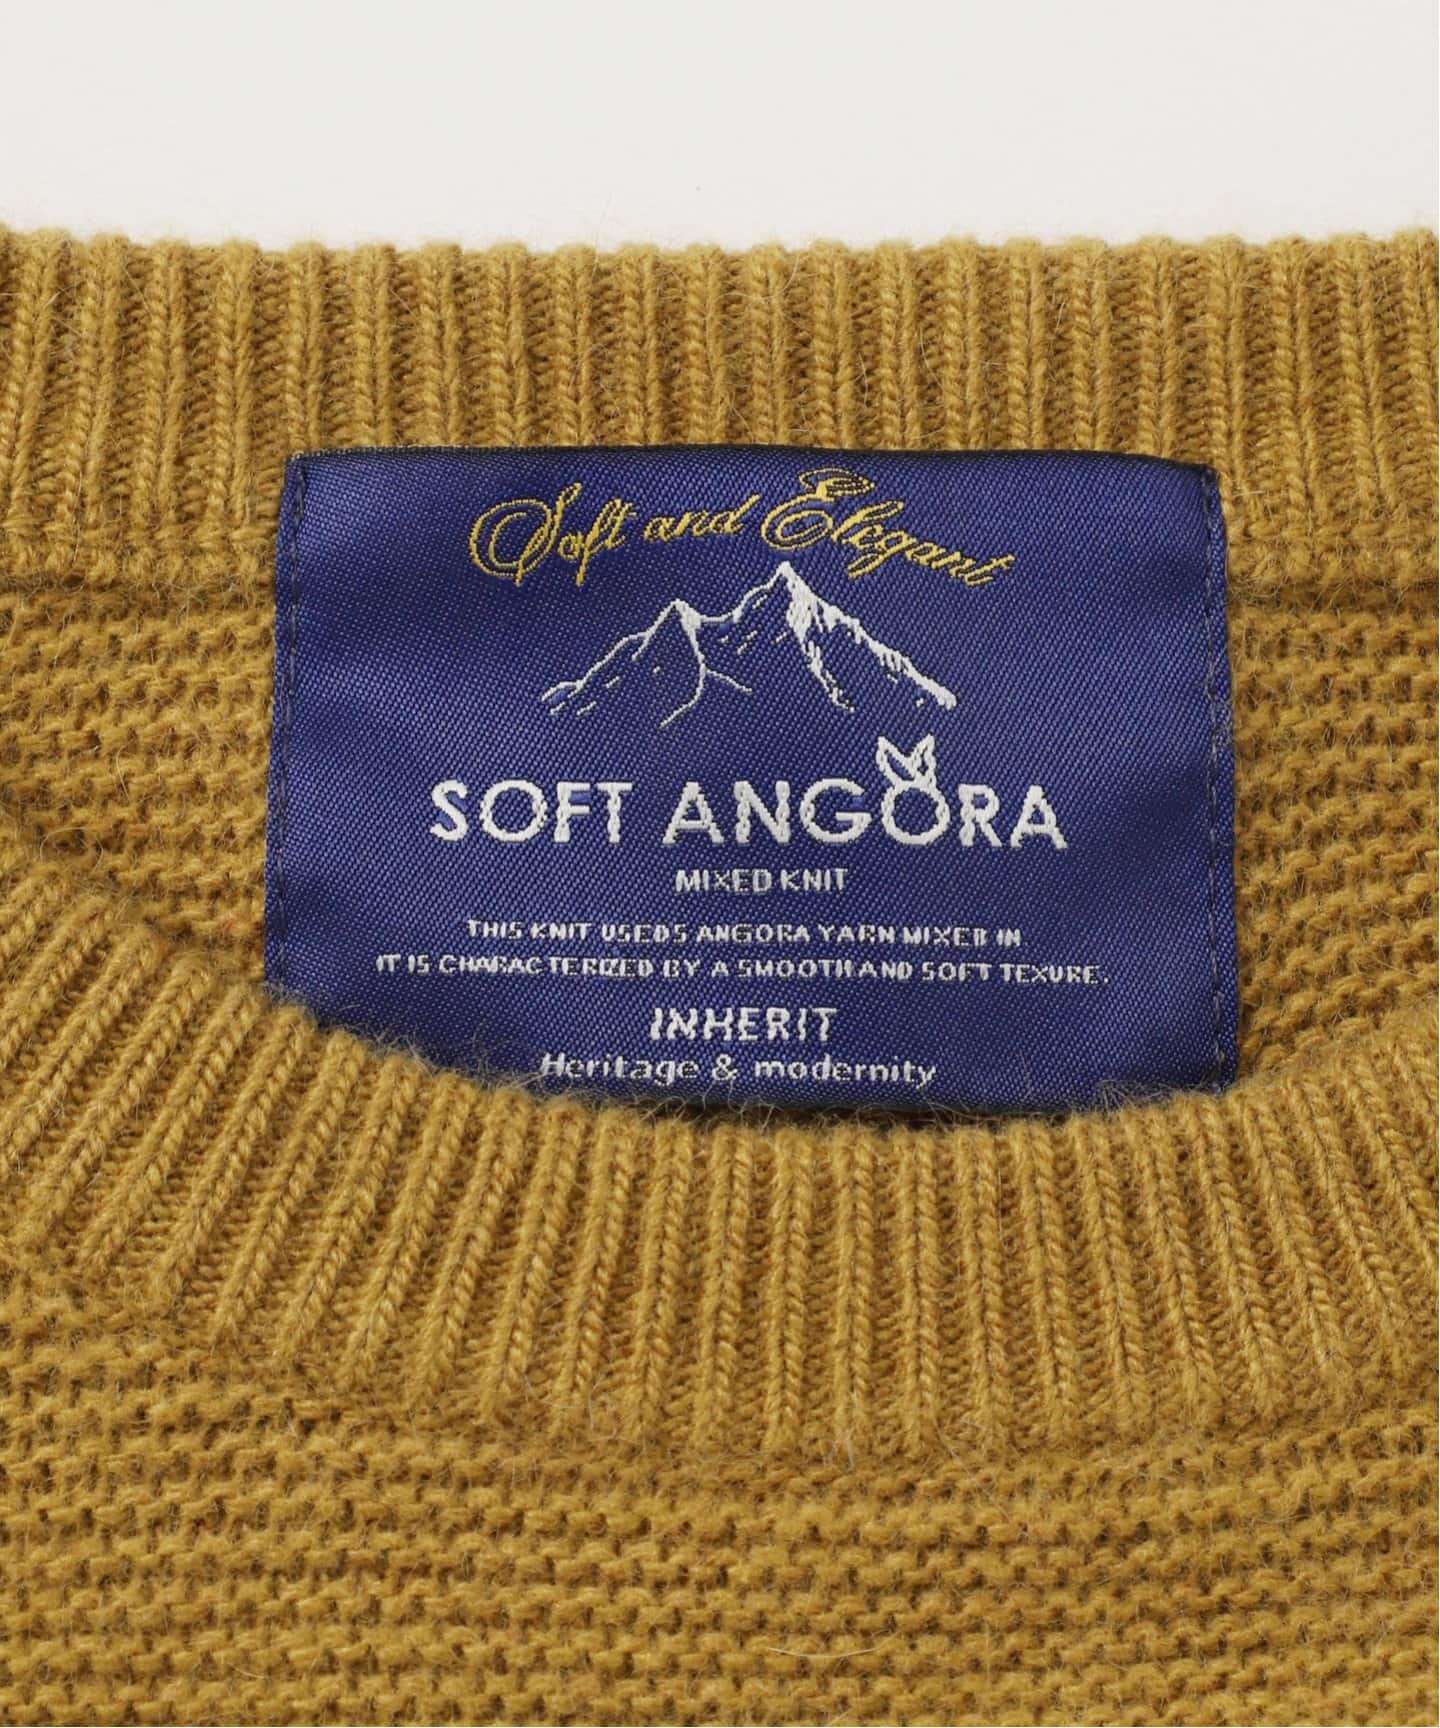 Soft and Elegant
SOFT ANGORA
MIXED KNIT
THIS KNIT USEDS ANGORA YARN MIXED IN.
IT IS CHARACTERIZED BY A SMOOTH AND SOFT TEXURE.
INHERIT
Heritage & modernity